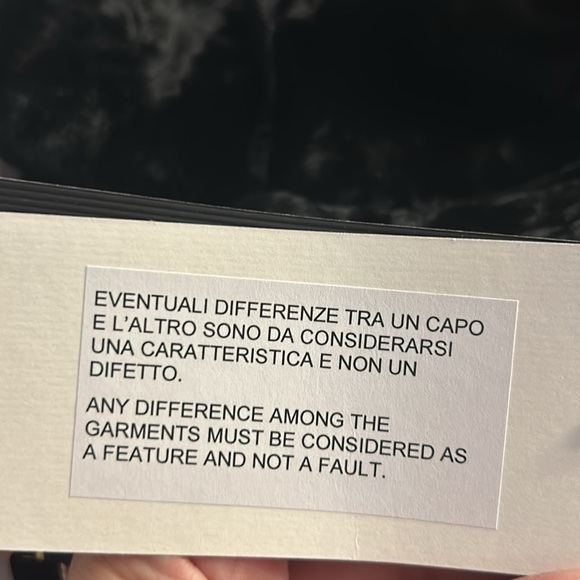 EVENTUALI DIFFERENZE TRA UN CAPO
E L'ALTRO SONO DA CONSIDERARSI
UNA CARATTERISTICA E NON UN
DIFETTO.
ANY DIFFERENCE AMONG THE
GARMENTS MUST BE CONSIDERED AS
A FEATURE AND NOT A FAULT.